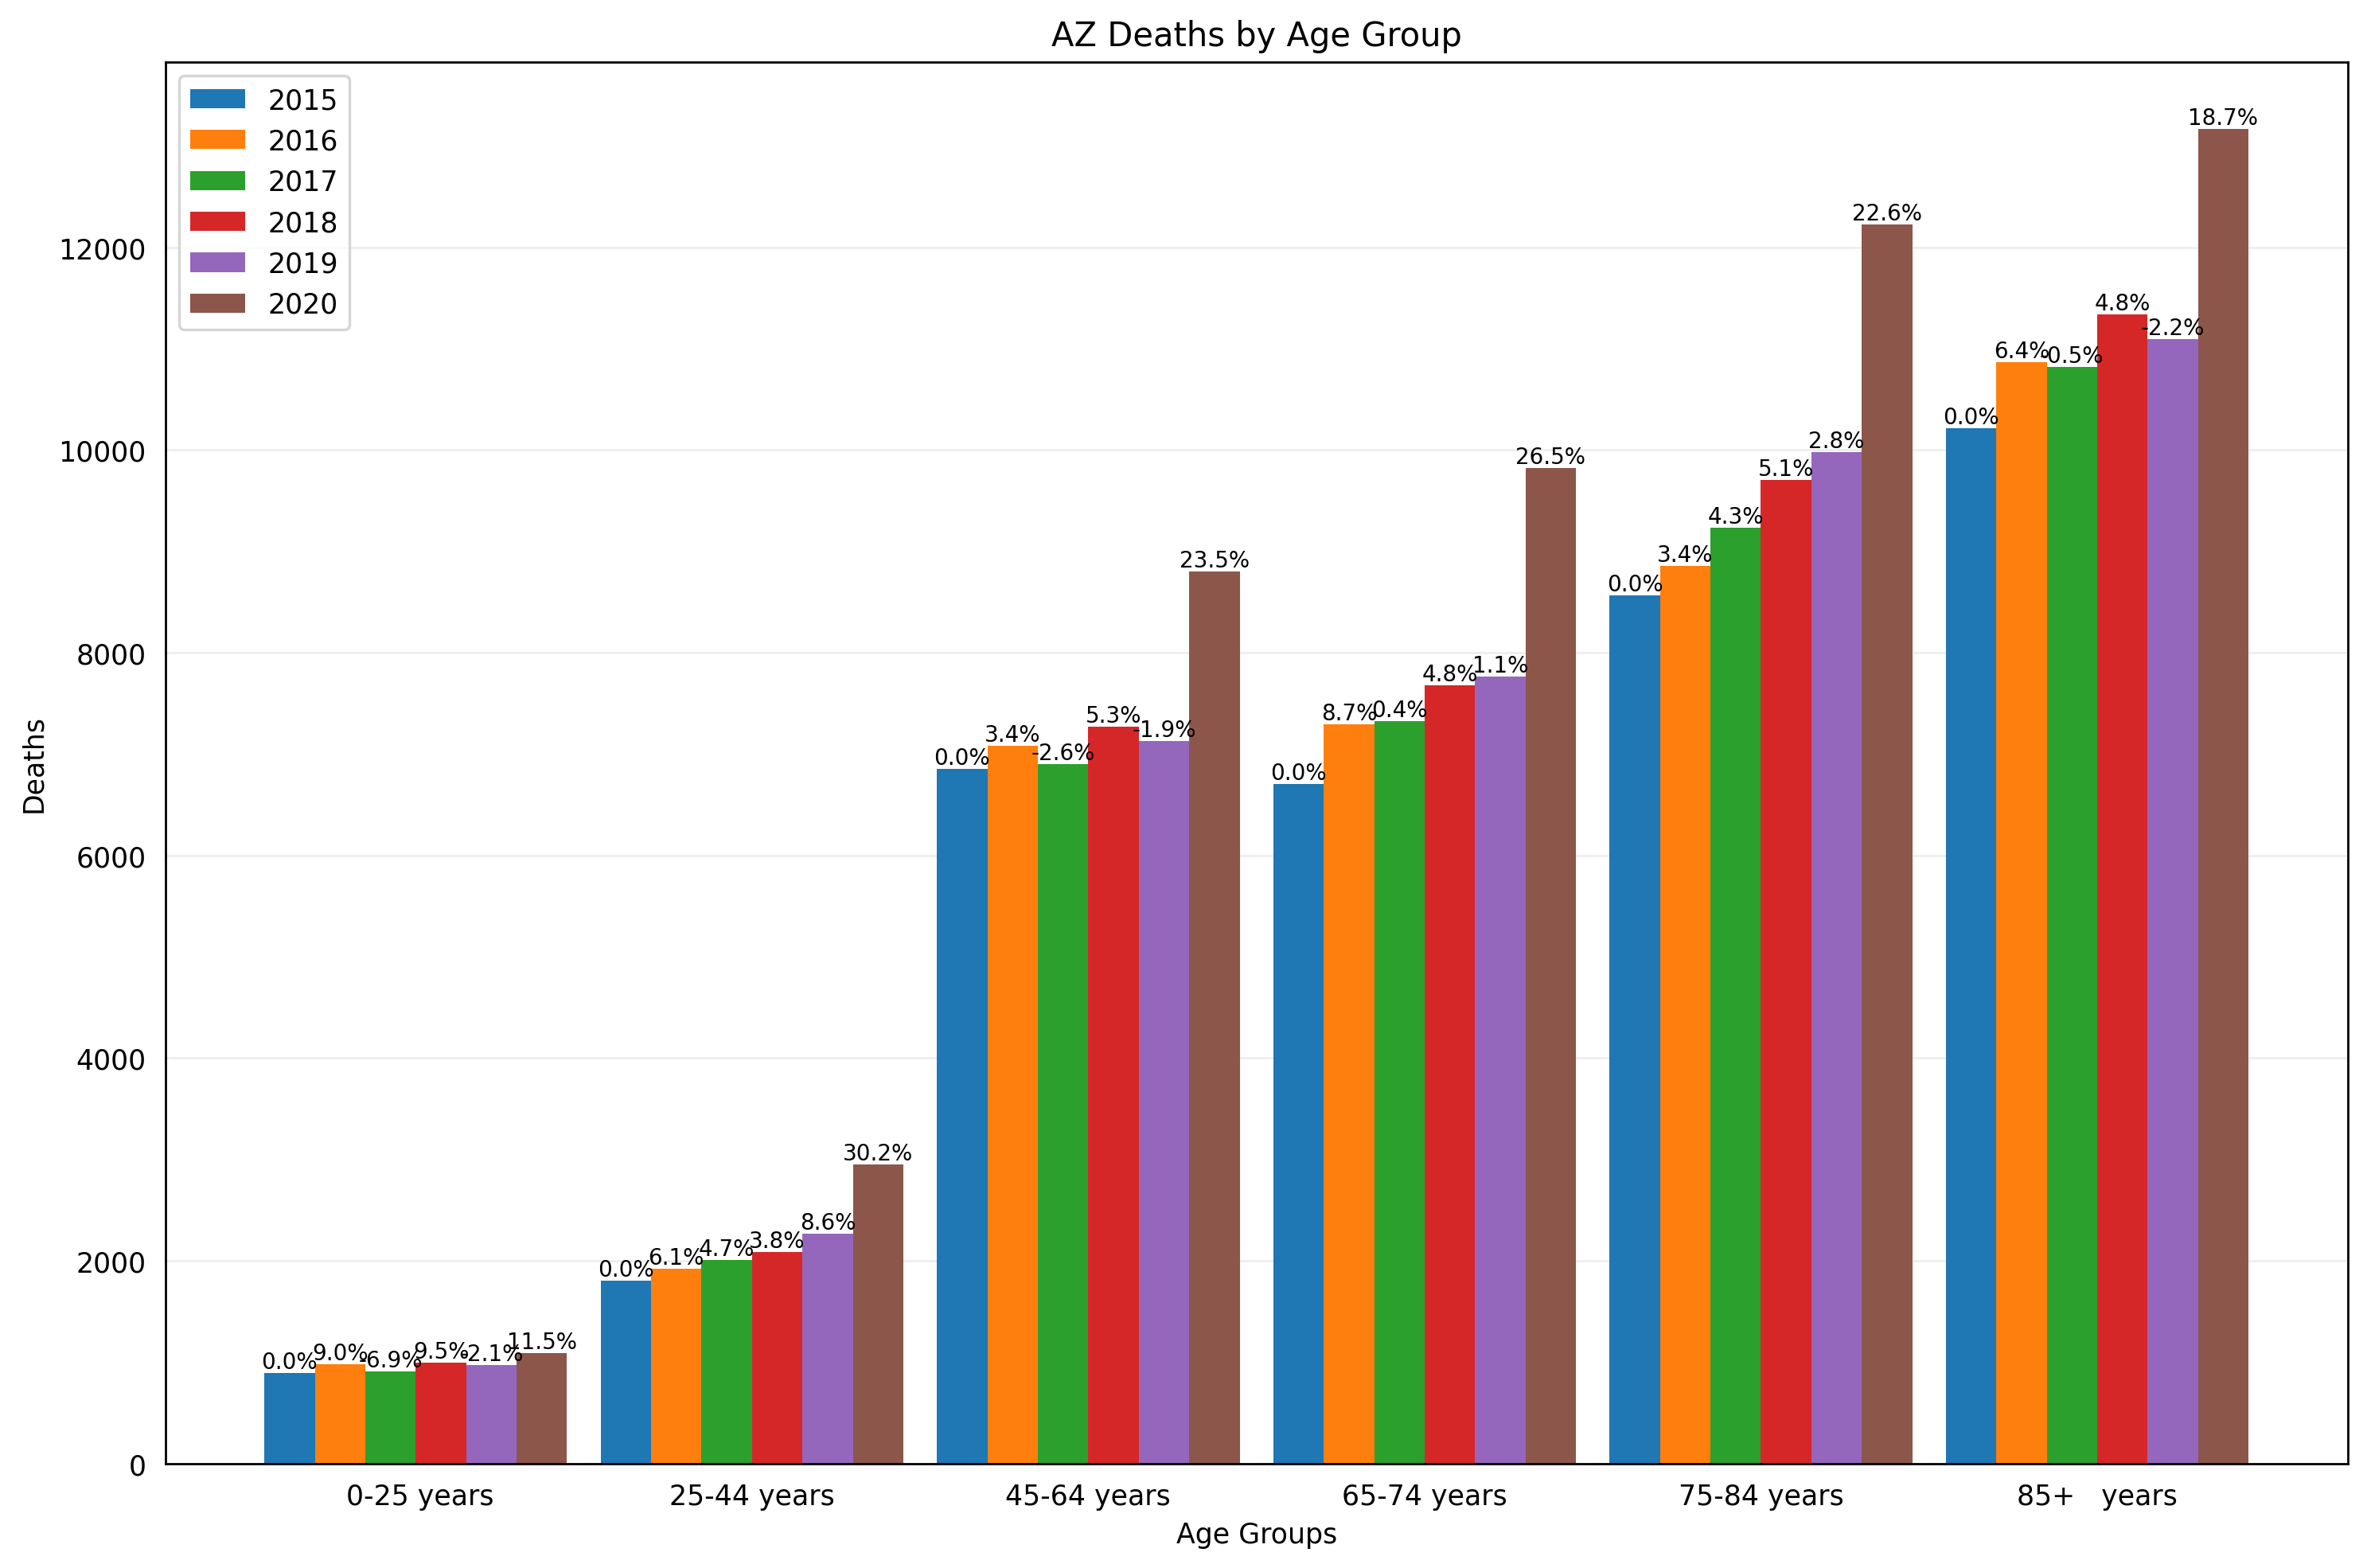 AZ Deaths by Age Group
2015
2016
2017
2018
2019
2020
Deaths
12000
10000
8000
6000
4000
2000
0
0.0% 9.0% -6.9% 9.5% -2.1% 11.5%
0.0% 6.1% 4.7% 3.8% 8.6% 30.2%
0.0% 3.4% -2.6% 5.3% -1.9% 23.5%
0.0% 8.7% 0.4% 4.8% 1.1% 26.5%
0.0% 3.4% 4.3% 5.1% 2.8% 22.6%
0.0% 6.4% -0.5% 4.8% -2.2% 18.7%
0-25 years 25-44 years 45-64 years 65-74 years 75-84 years 85+ years
Age Groups